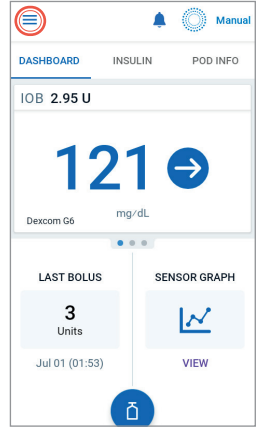 Manual
DASHBOARD INSULIN POD INFO
IOB 2.95 U
121
mg/dL
Dexcom G6
LAST BOLUS SENSOR GRAPH
3
Units
Jul 01 (01:53) VIEW